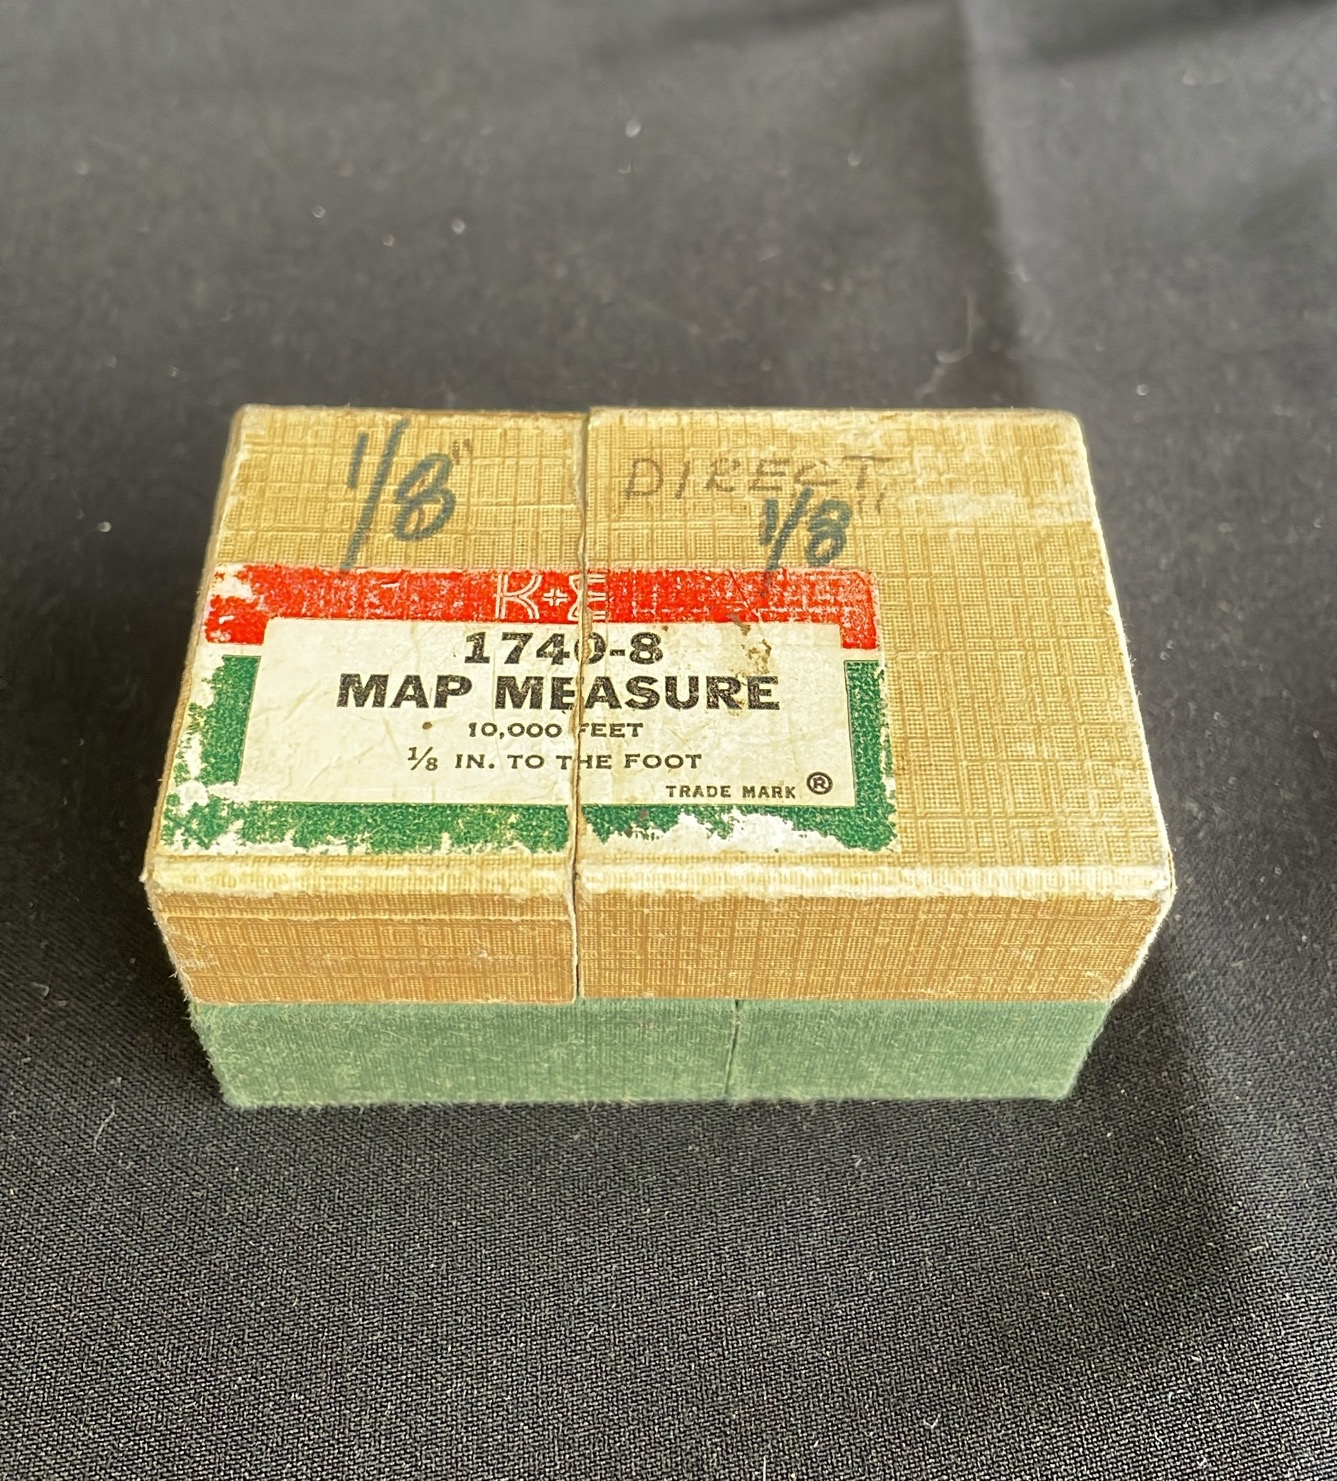 1/8"
DIRECT
1/8"
K+E
1740-8
MAP MEASURE
10,000 FEET
1/8 IN. TO THE FOOT
TRADE MARK ®